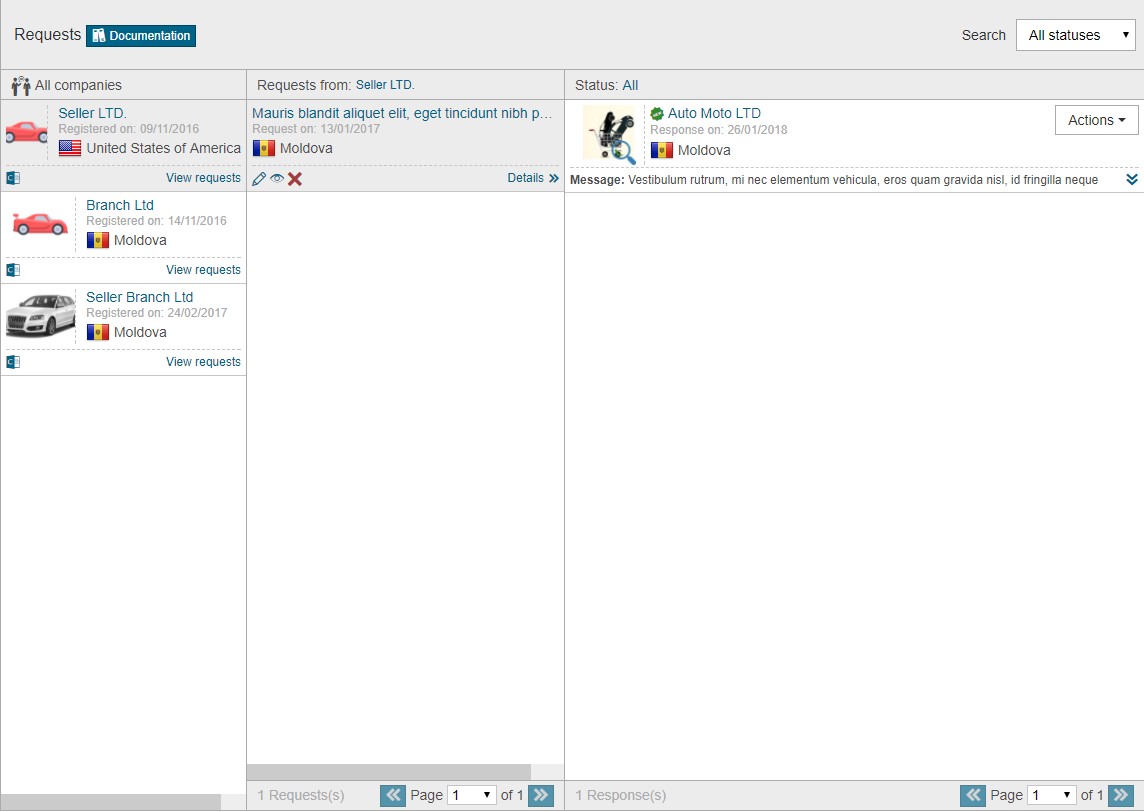 Requests Documentation Search All statuses
All companies
Seller LTD.
Registered on: 09/11/2016
United States of America
View requests
Branch Ltd
Registered on: 14/11/2016
Moldova
View requests
Seller Branch Ltd
Registered on: 24/02/2017
Moldova
View requests
Requests from: Seller LTD.
Mauris blandit aliquet elit, eget tincidunt nibh p...
Request on: 13/01/2017
Moldova
Details
1 Requests(s) Page 1 of 1
Status: All
Auto Moto LTD
Response on: 26/01/2018
Moldova
Actions
Message: Vestibulum rutrum, mi nec elementum vehicula, eros quam gravida nisl, id fringilla neque
1 Response(s) Page 1 of 1